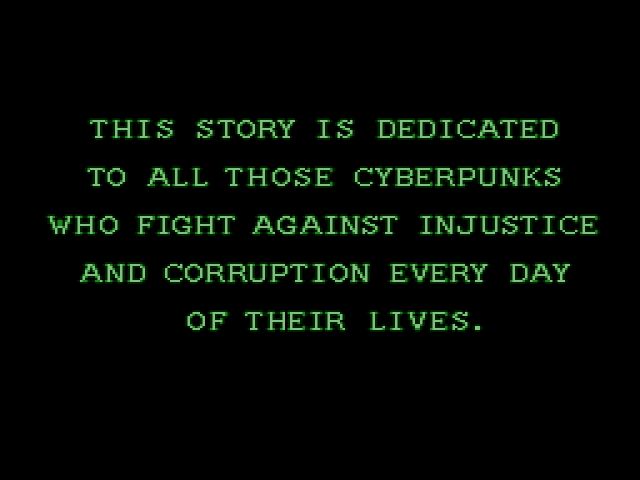 THIS STORY IS DEDICATED
TO ALL THOSE CYBERPUNKS
WHO FIGHT AGAINST INJUSTICE
AND CORRUPTION EVERY DAY
OF THEIR LIVES.